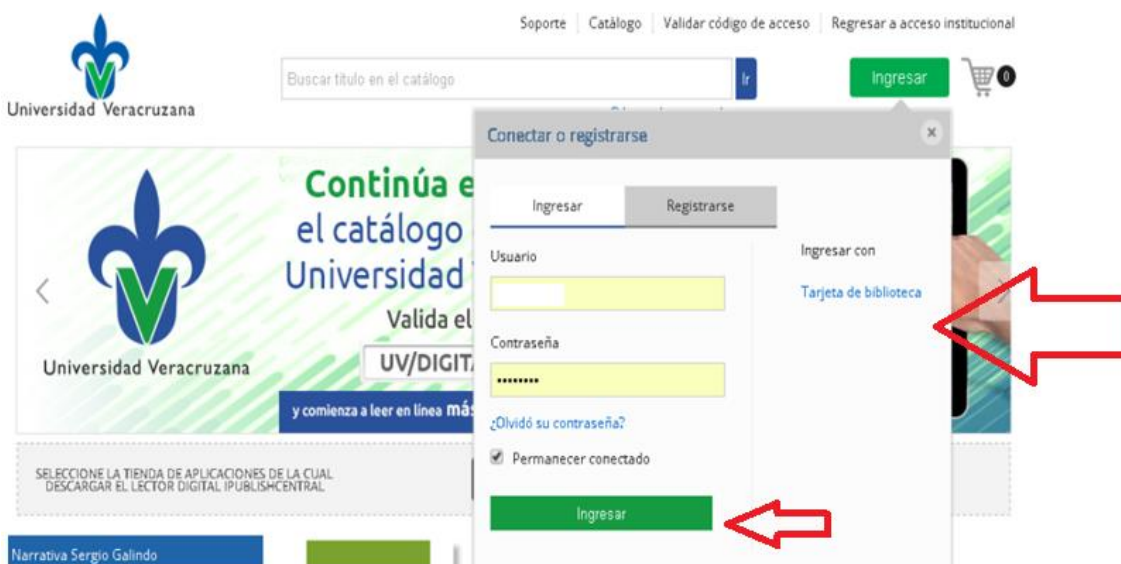 Soporte Catálogo Validar código de acceso Regresar a acceso institucional
Universidad Veracruzana
Buscar título en el catálogo
Ir
Ingresar
0
Conectar o registrarse
x
Continúa e
el catálogo
Universidad
Valida el
UV/DIGIT
y comienza a leer en línea más
Universidad Veracruzana
Ingresar
Registrarse
Usuario
Contraseña
¿Olvidó su contraseña?
Permanecer conectado
Ingresar
Ingresar con
Tarjeta de biblioteca
SELECCIONE LA TIENDA DE APLICACIONES DE LA CUAL
DESCARGAR EL LECTOR DIGITAL IPUBLISHCENTRAL
Narrativa Sergio Galindo